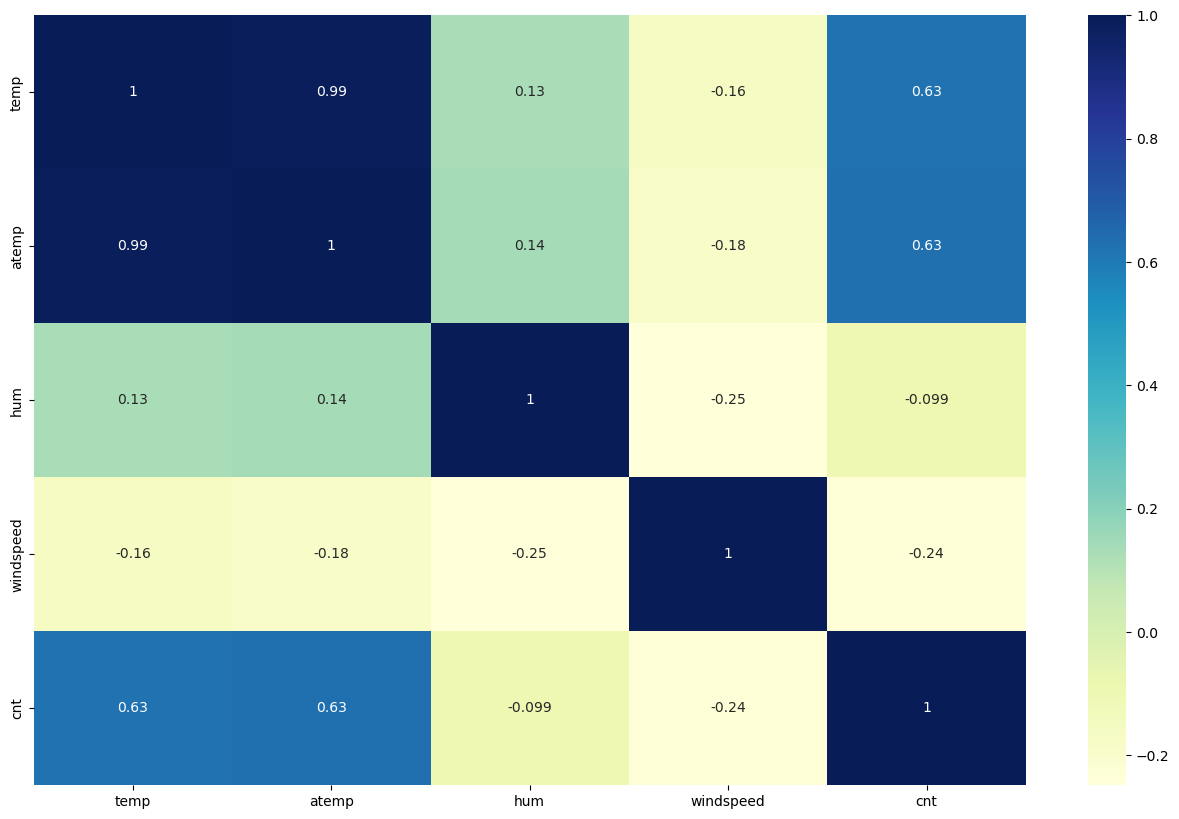 temp 1 0.99 0.13 -0.16 0.63
atemp 0.99 1 0.14 -0.18 0.63
hum 0.13 0.14 1 -0.25 -0.099
windspeed -0.16 -0.18 -0.25 1 -0.24
cnt 0.63 0.63 -0.099 -0.24 1
temp atemp hum windspeed cnt
1.0
0.8
0.6
0.4
0.2
0.0
−0.2